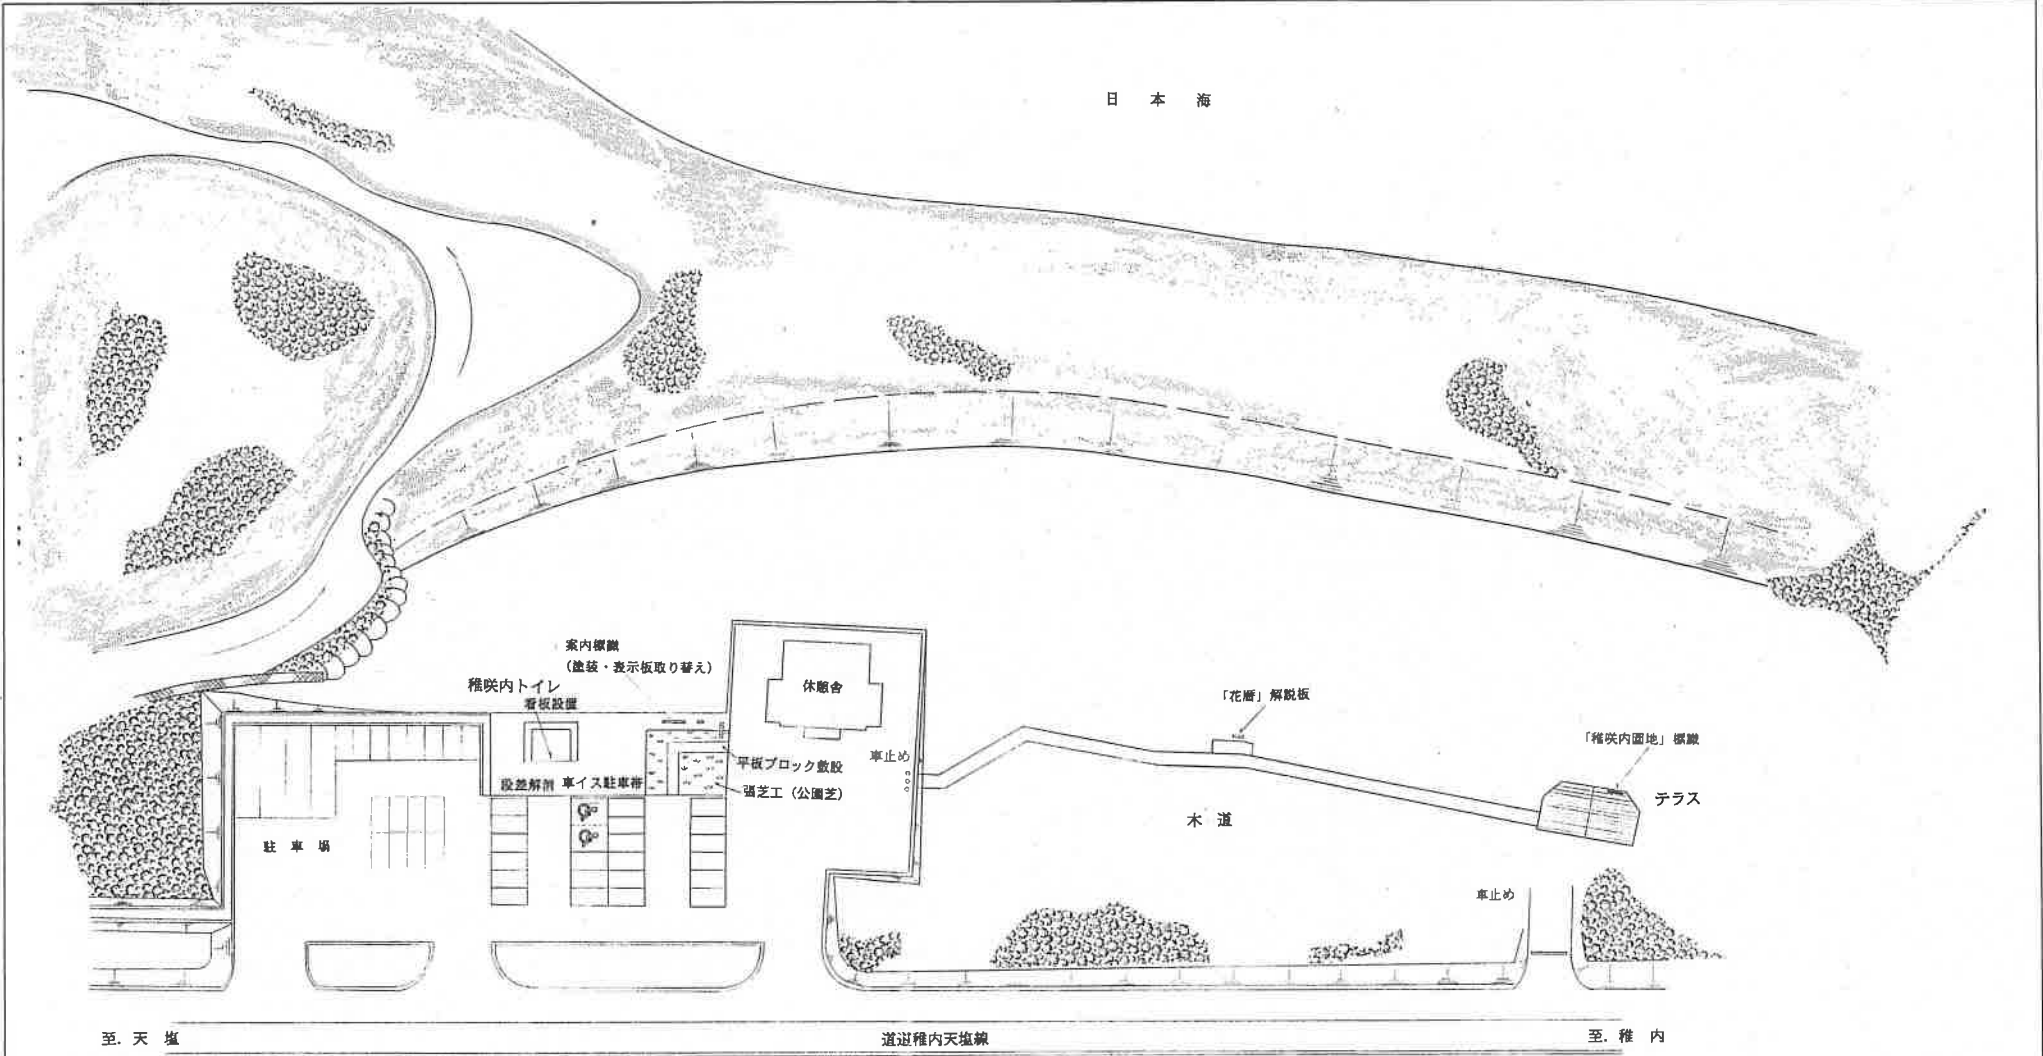 日 本 海
案内標識
(塗装・表示板取り替え)
稚咲内トイレ
看板設置
休憩舎
「花暦」解説板
「稚咲内園地」標識
車止め
平板ブロック敷設
段差解消 車イス駐車帯
張芝工(公園芝)
テラス
木 道
駐 車 場
車止め
至. 天 塩
道道稚内天塩線
至. 稚 内